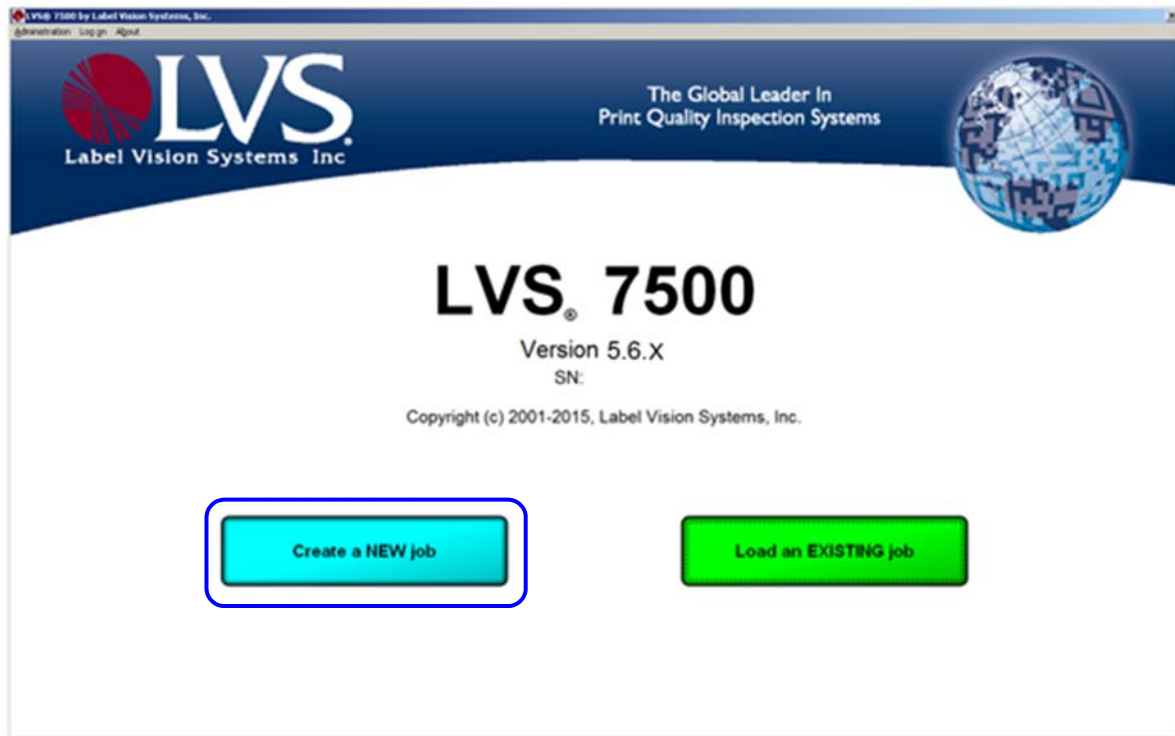 LVS® 7500 by Label Vision Systems, Inc.
Administration Log on About
LVS®
Label Vision Systems Inc
The Global Leader In
Print Quality Inspection Systems
LVS® 7500
Version 5.6.X
SN:
Copyright (c) 2001-2015, Label Vision Systems, Inc.
Create a NEW job
Load an EXISTING job